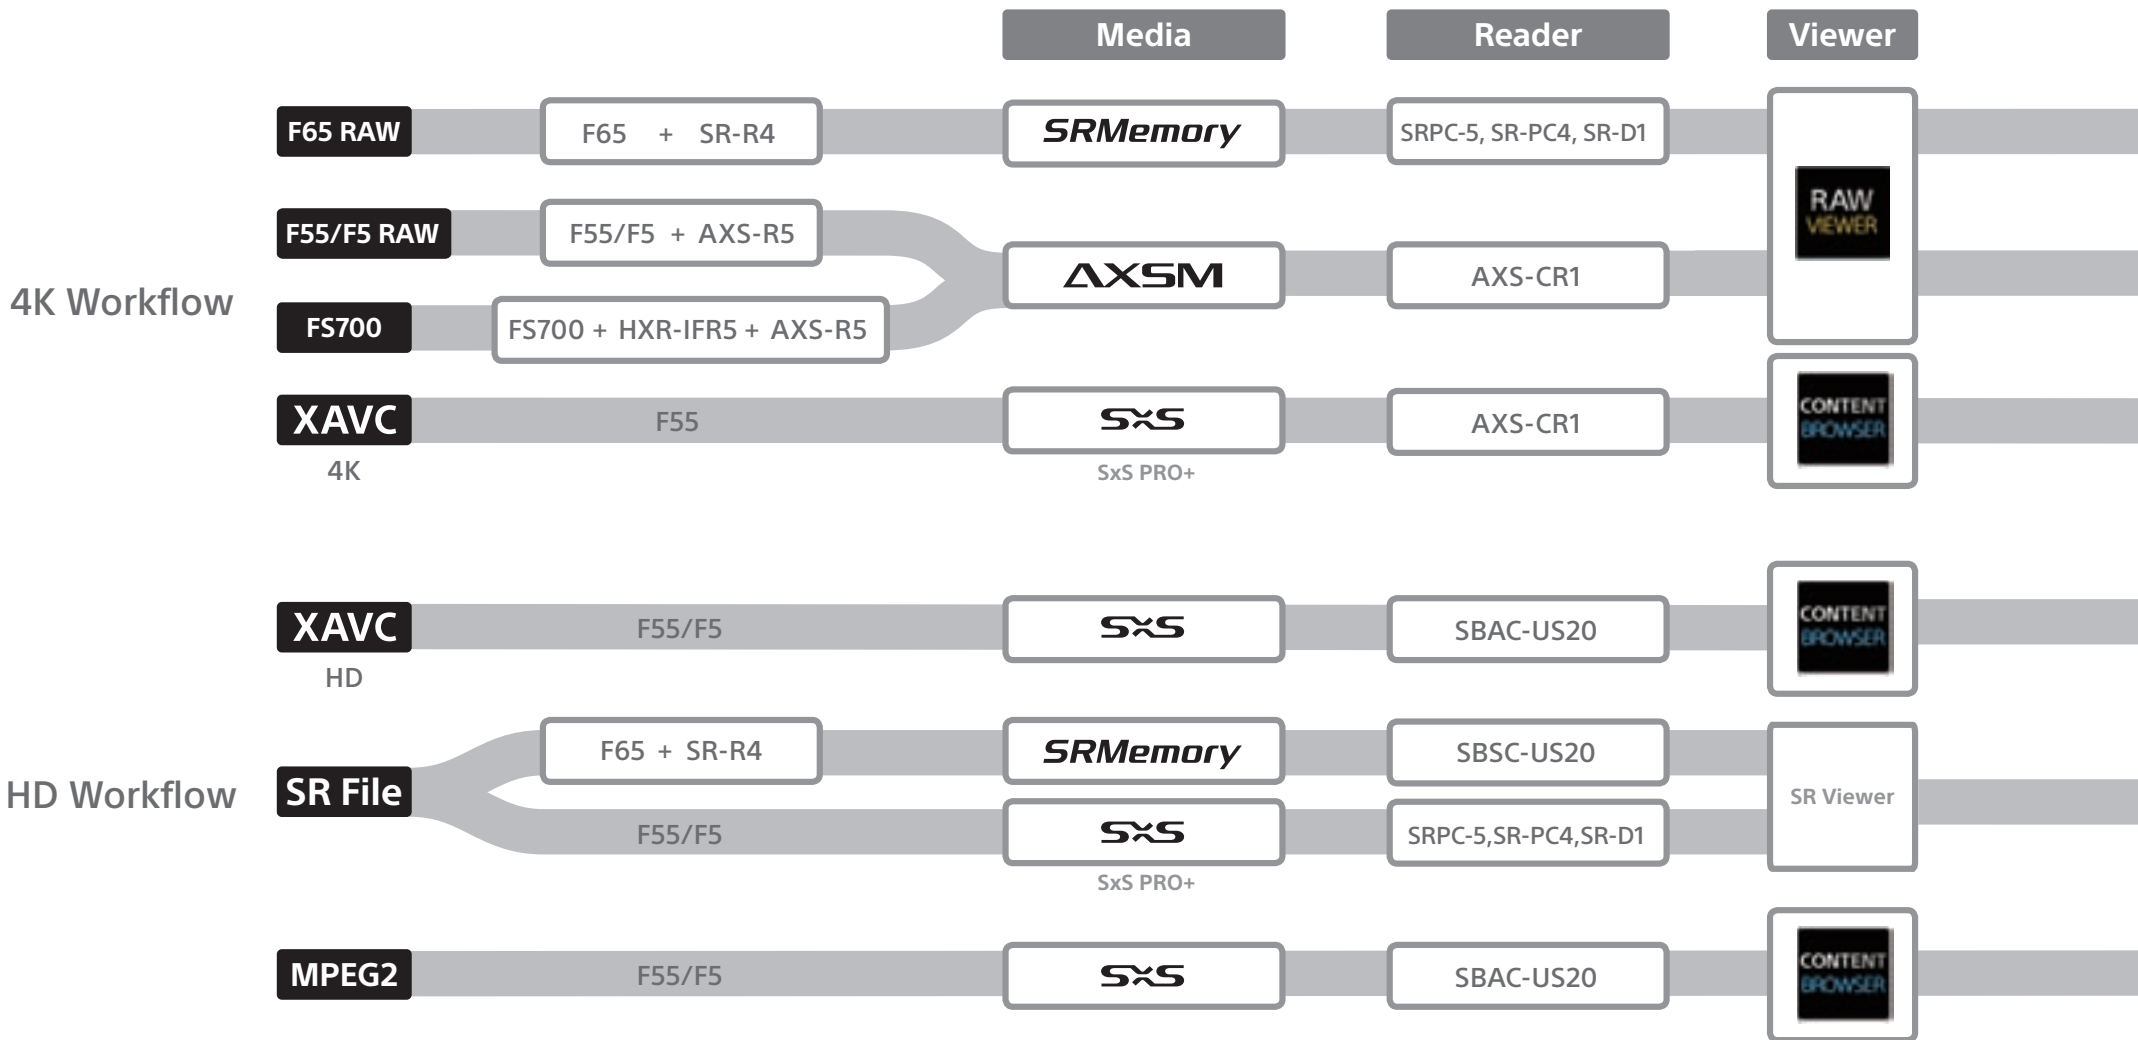 Media Reader Viewer
F65 RAW F65 + SR-R4 SRMemory SRPC-5, SR-PC4, SR-D1
RAW
VIEWER
F55/F5 RAW F55/F5 + AXS-R5
AXSM AXS-CR1
4K Workflow
FS700 FS700 + HXR-IFR5 + AXS-R5
XAVC F55 SxS AXS-CR1
CONTENT
BROWSER
4K SxS PRO+
XAVC F55/F5 SxS SBAC-US20
CONTENT
BROWSER
HD
F65 + SR-R4 SRMemory SBSC-US20
HD Workflow SR File SR Viewer
F55/F5 SxS SRPC-5,SR-PC4,SR-D1
SxS PRO+
MPEG2 F55/F5 SxS SBAC-US20
CONTENT
BROWSER